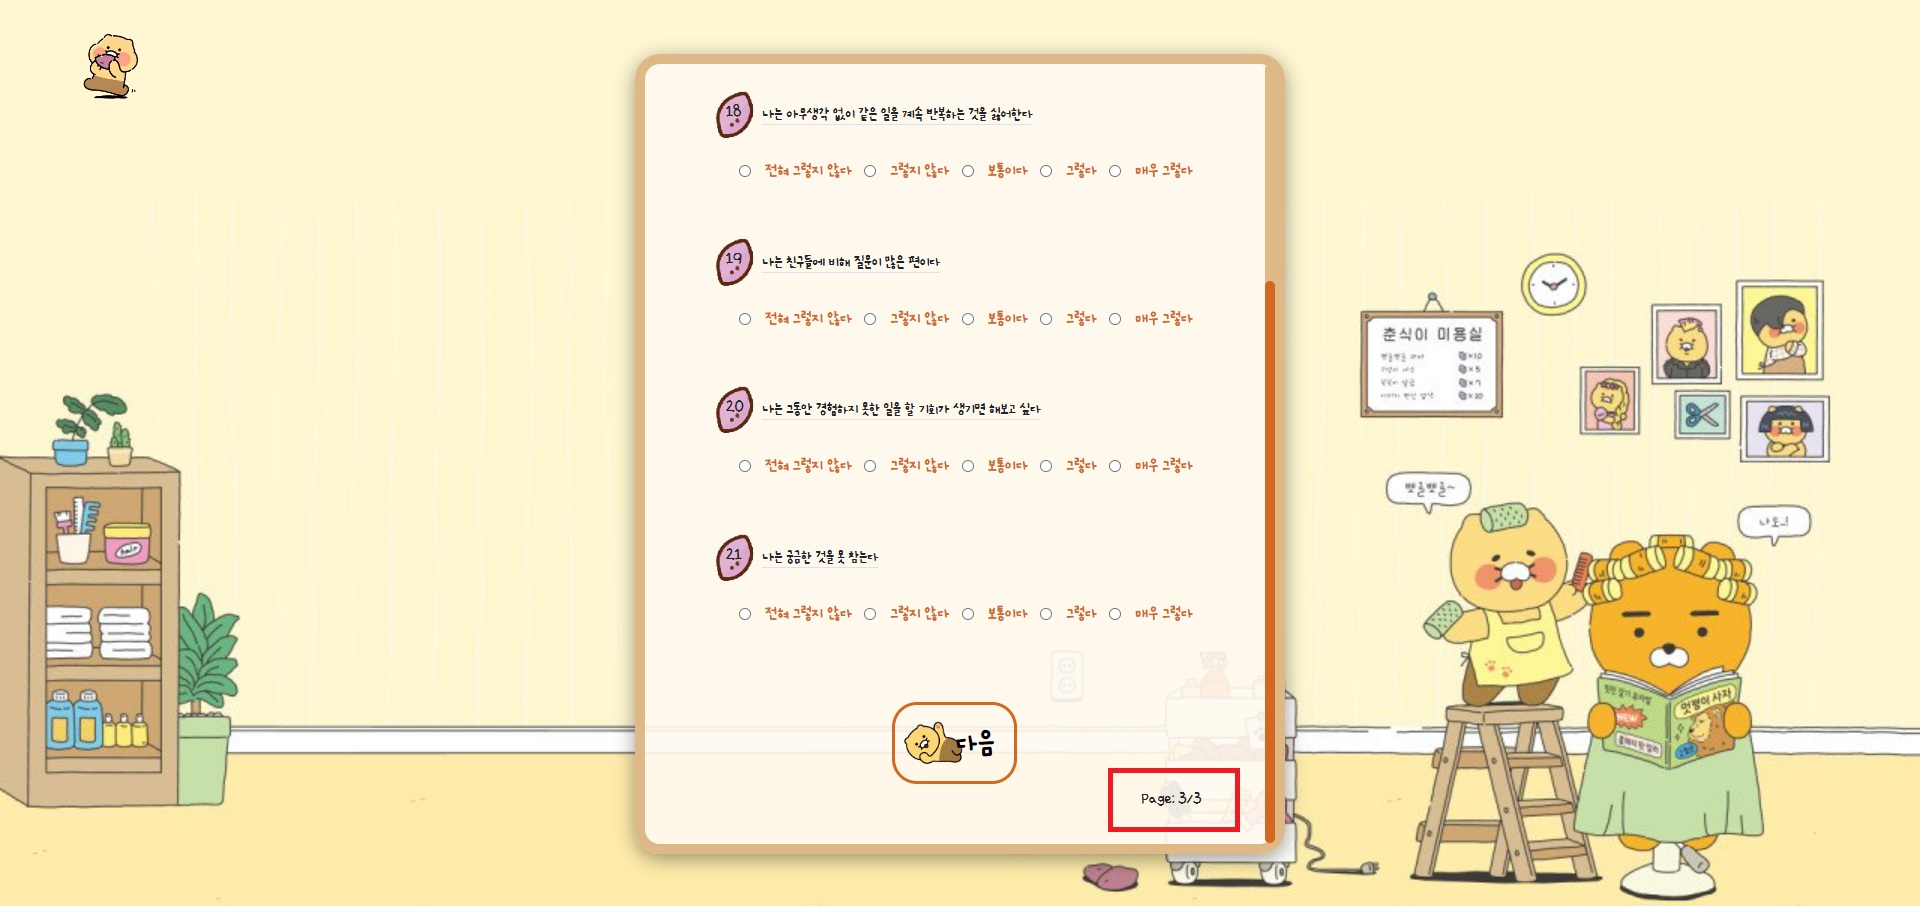 18 나는 아무생각 없이 같은 일을 계속 반복하는 것을 싫어한다
전혀 그렇지 않다 그렇지 않다 보통이다 그렇다 매우 그렇다
19 나는 친구들에 비해 질문이 많은 편이다
전혀 그렇지 않다 그렇지 않다 보통이다 그렇다 매우 그렇다
20 나는 그동안 경험하지 못한 일을 할 기회가 생기면 해보고 싶다
전혀 그렇지 않다 그렇지 않다 보통이다 그렇다 매우 그렇다
21 나는 궁금한 것을 못 참는다
전혀 그렇지 않다 그렇지 않다 보통이다 그렇다 매우 그렇다
다음
Page: 3/3
춘식이 미용실
×10
×5
×7
×20
뽀글뽀글~
나도..!
hair
멋쟁이 사자
NEW